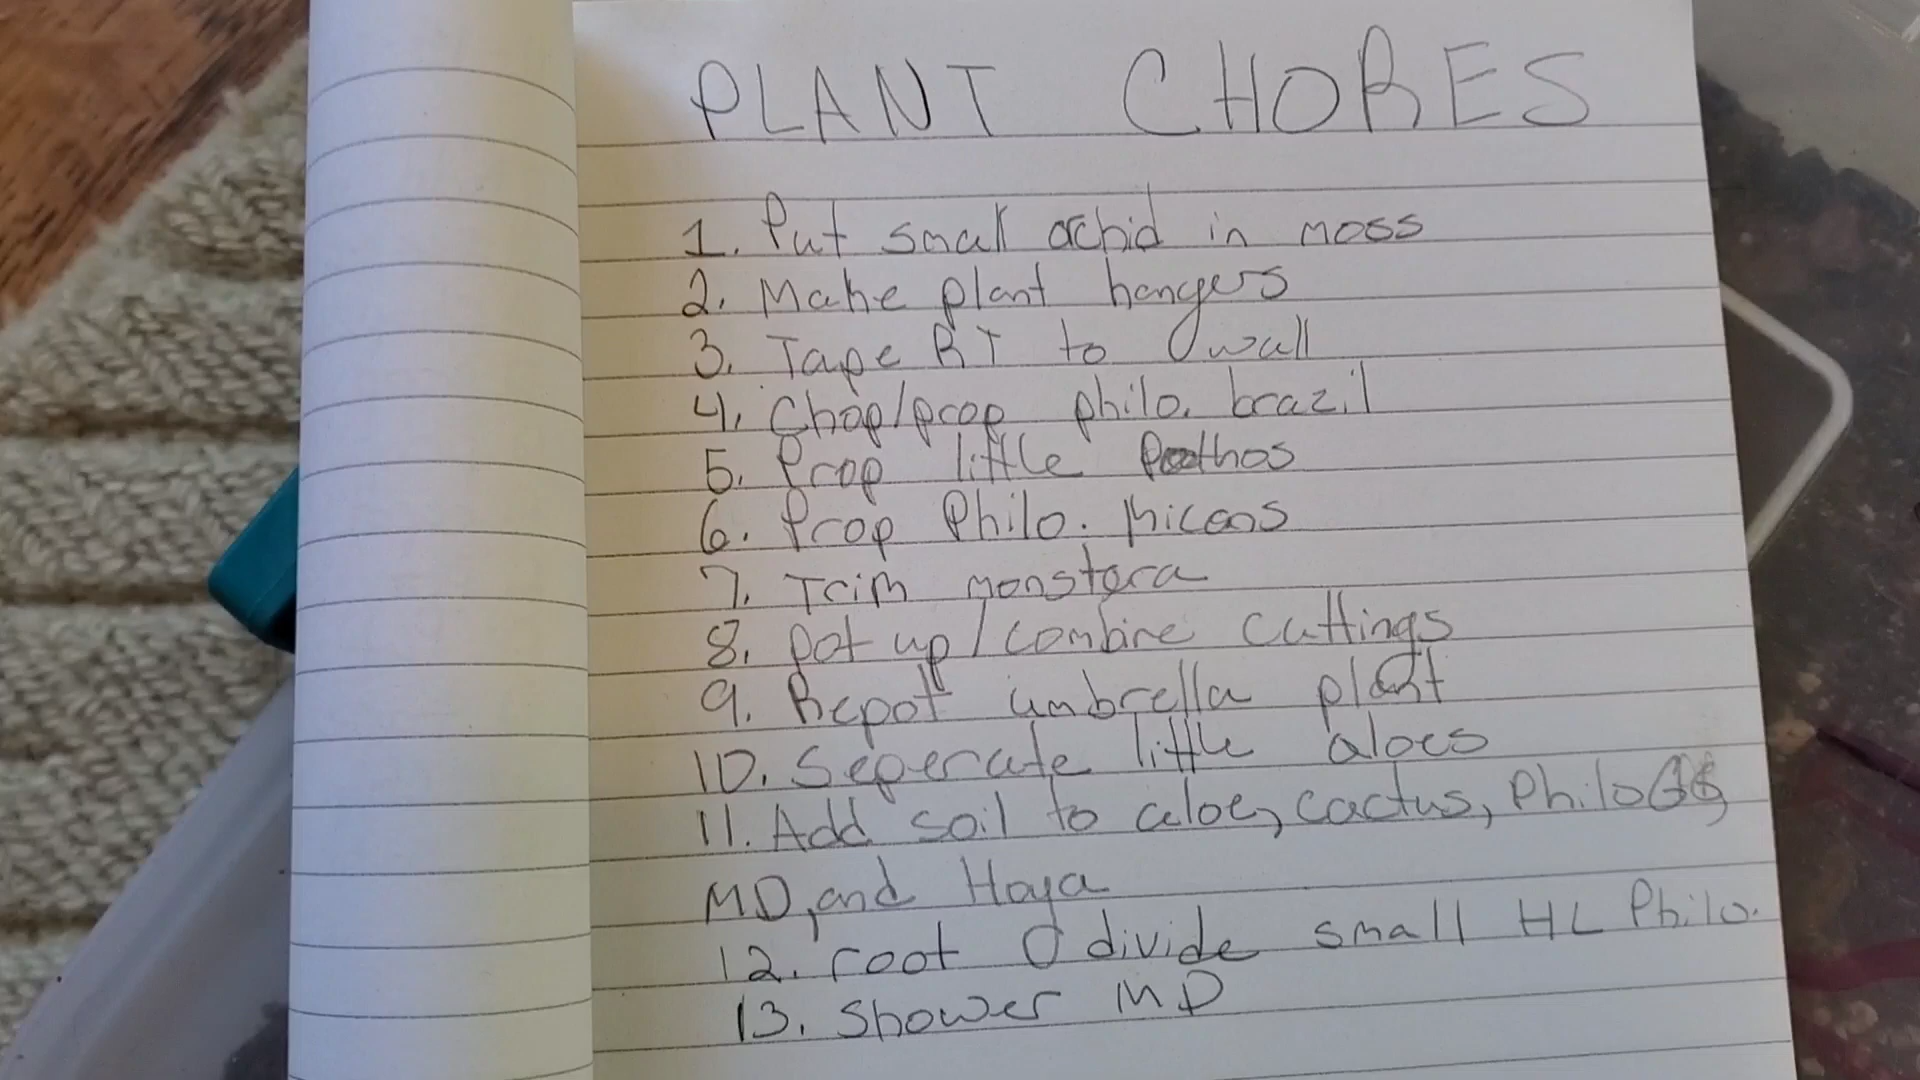 PLANT CHORES
1. Put small orchid in moss
2. Make plant hangers
3. Tape RT to wall
4. Chop/prop philo. brazil
5. Prop little Pothos
6. Prop Philo. Micans
7. Trim monstera
8. pot up/combine cuttings
9. Repot umbrella plant
10. Seperate little aloes
11. Add soil to aloe, cactus, Philo
MD, and Hoya
12. root divide small HL Philo.
13. Shower MD